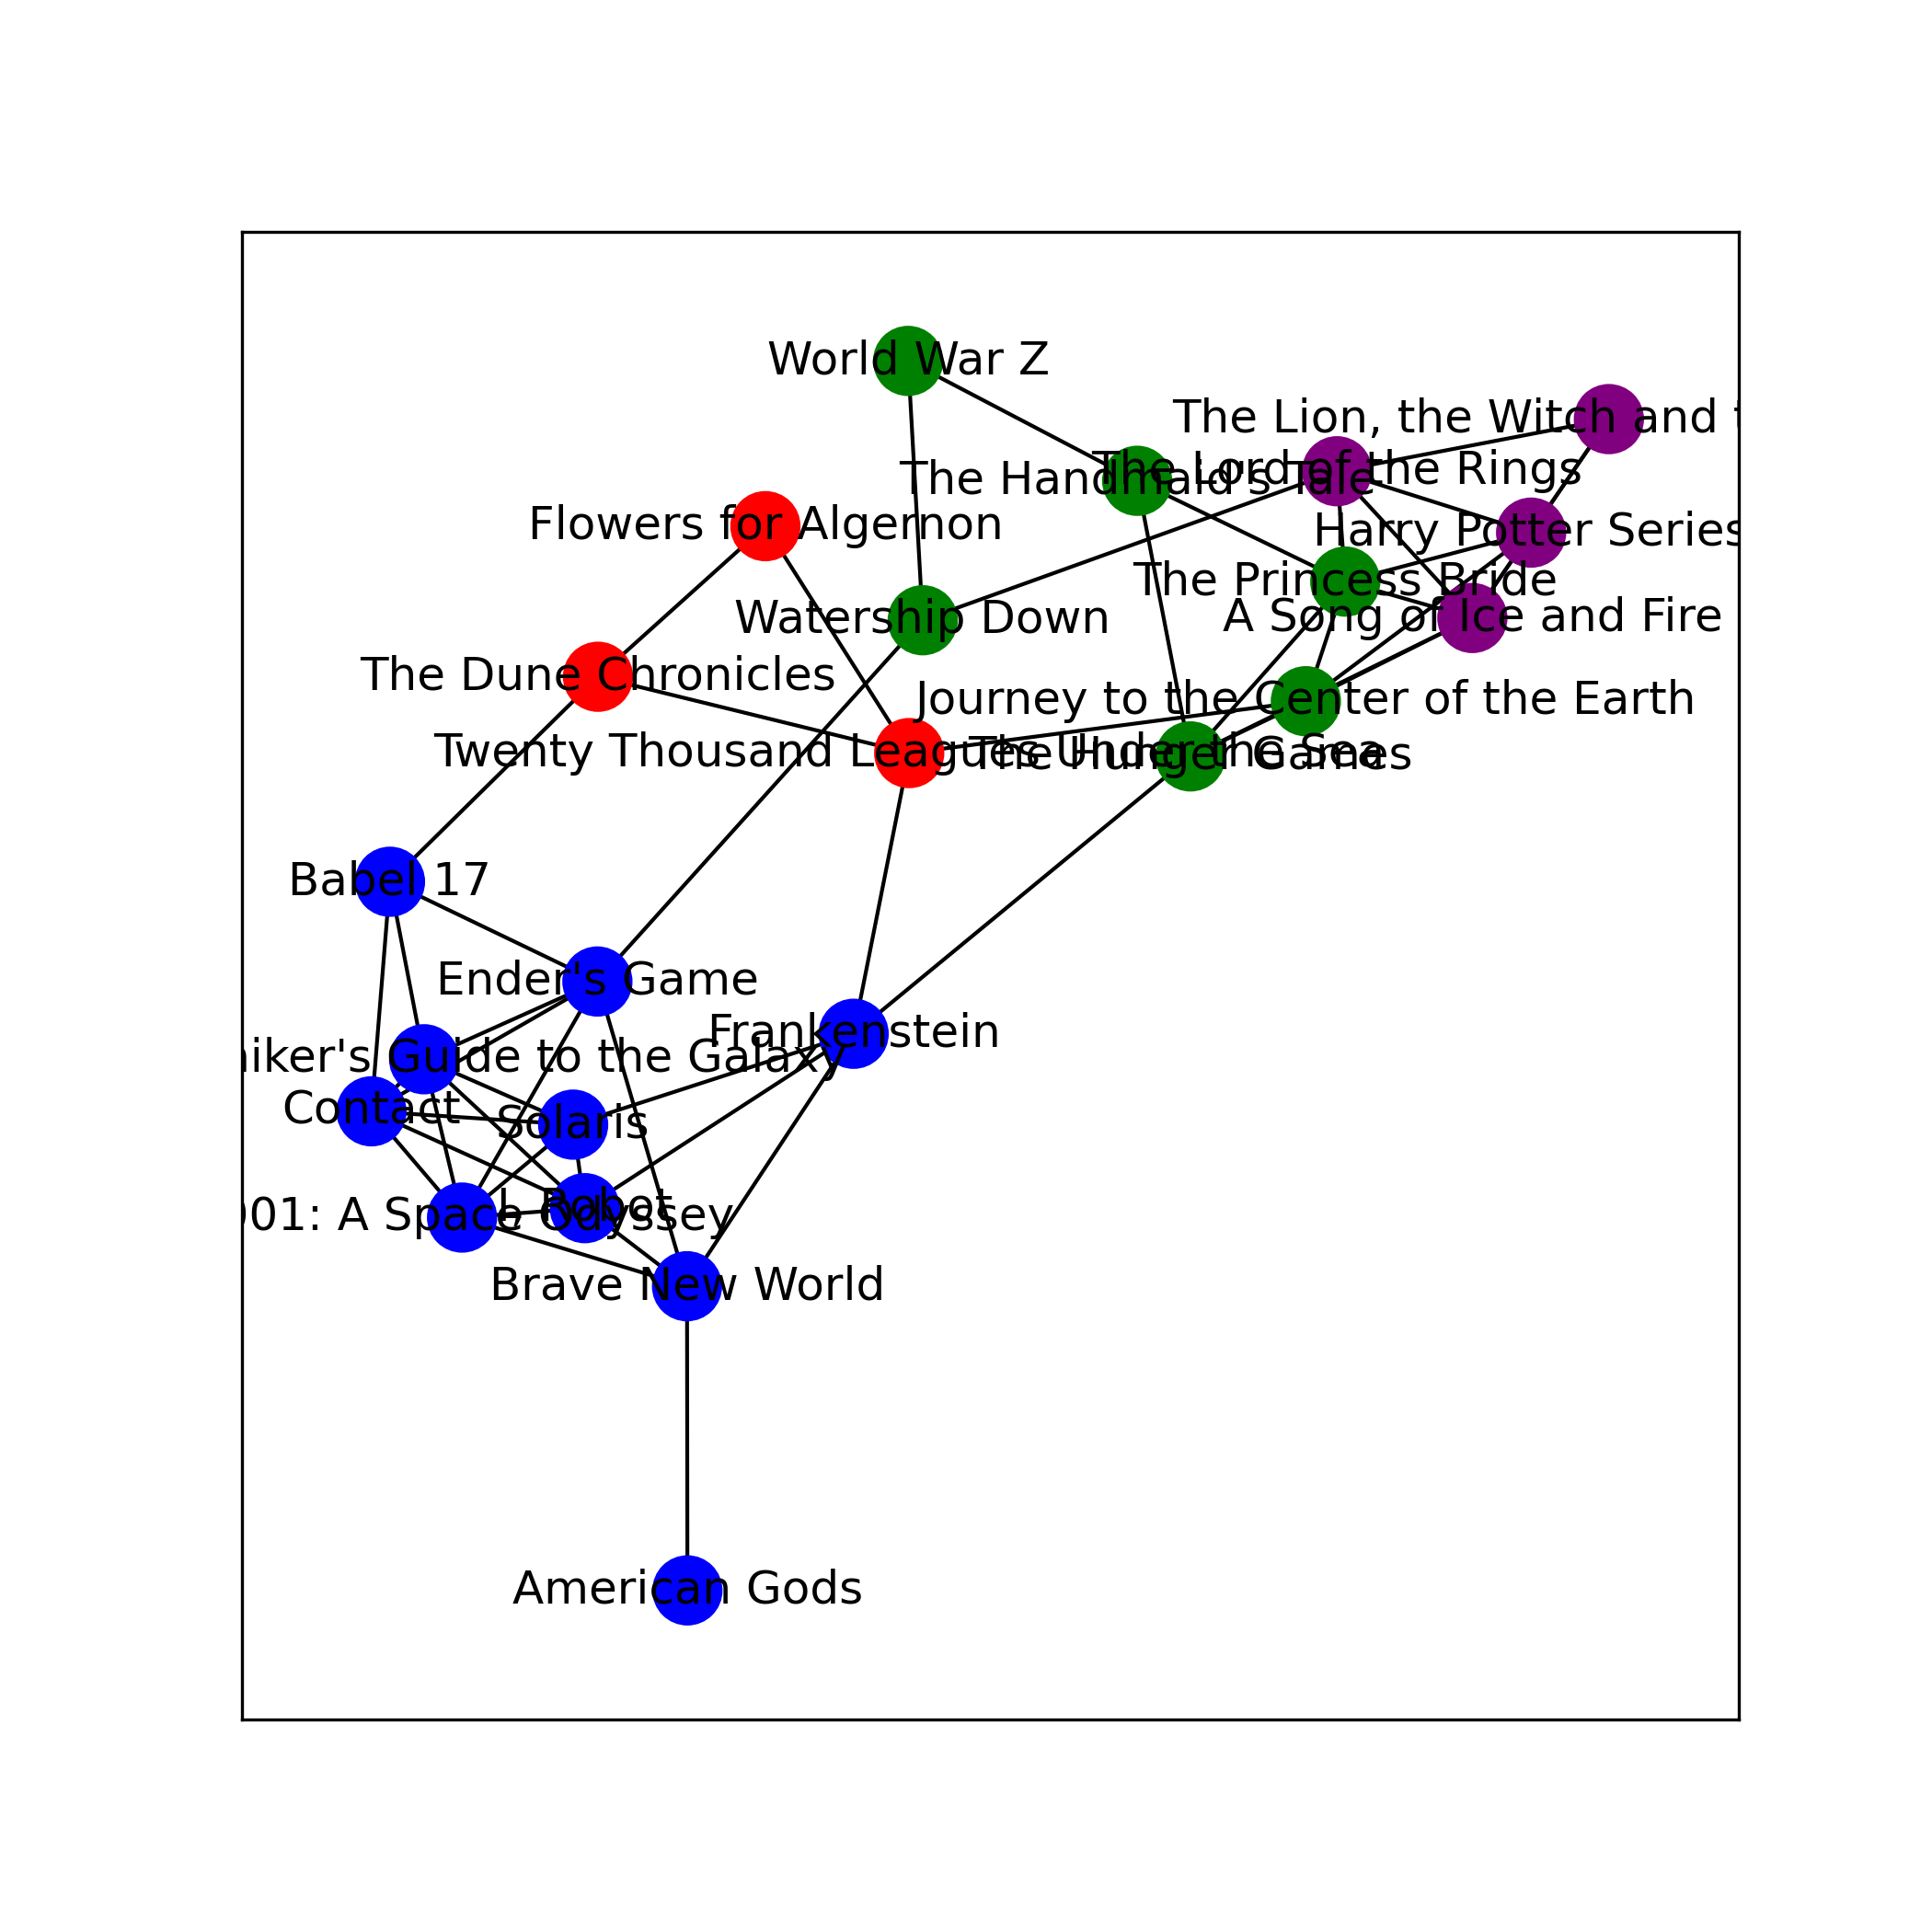 World War Z
The Lion, the Witch and t
The Lord of the Rings
The Handmaid's Tale
Flowers for Algernon
Harry Potter Series
The Princess Bride
A Song of Ice and Fire
Watership Down
The Dune Chronicles
Journey to the Center of the Earth
Twenty Thousand Leagues Under the Sea
The Hunger Games
Babel 17
Ender's Game
Frankenstein
hiker's Guide to the Galaxy
Contact
Solaris
I, Robot
001: A Space Odyssey
Brave New World
American Gods